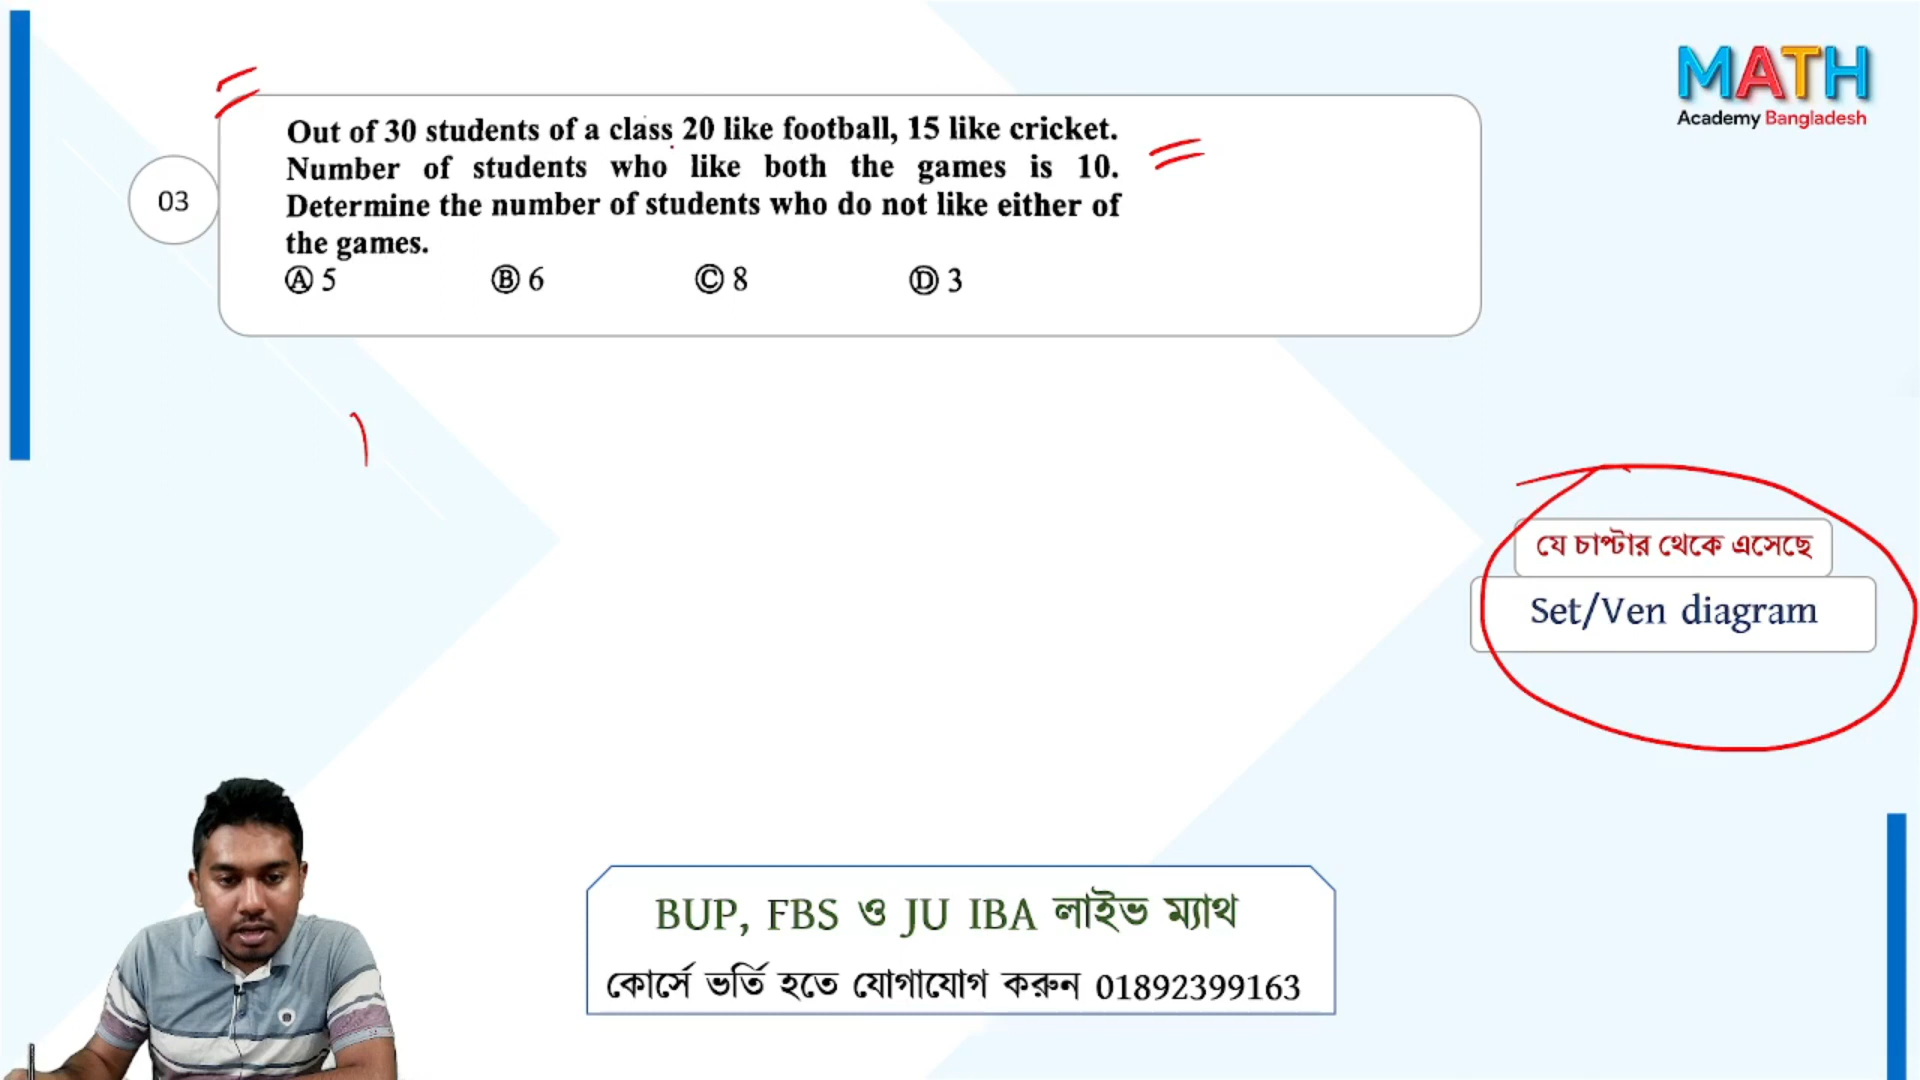 MATH
Academy Bangladesh
03
Out of 30 students of a class 20 like football, 15 like cricket.
Number of students who like both the games is 10.
Determine the number of students who do not like either of
the games.
Ⓐ 5 Ⓑ 6 Ⓒ 8 Ⓓ 3
যে চাপ্টার থেকে এসেছে
Set/Ven diagram
BUP, FBS ও JU IBA লাইভ ম্যাথ
কোর্সে ভর্তি হতে যোগাযোগ করুন 01892399163